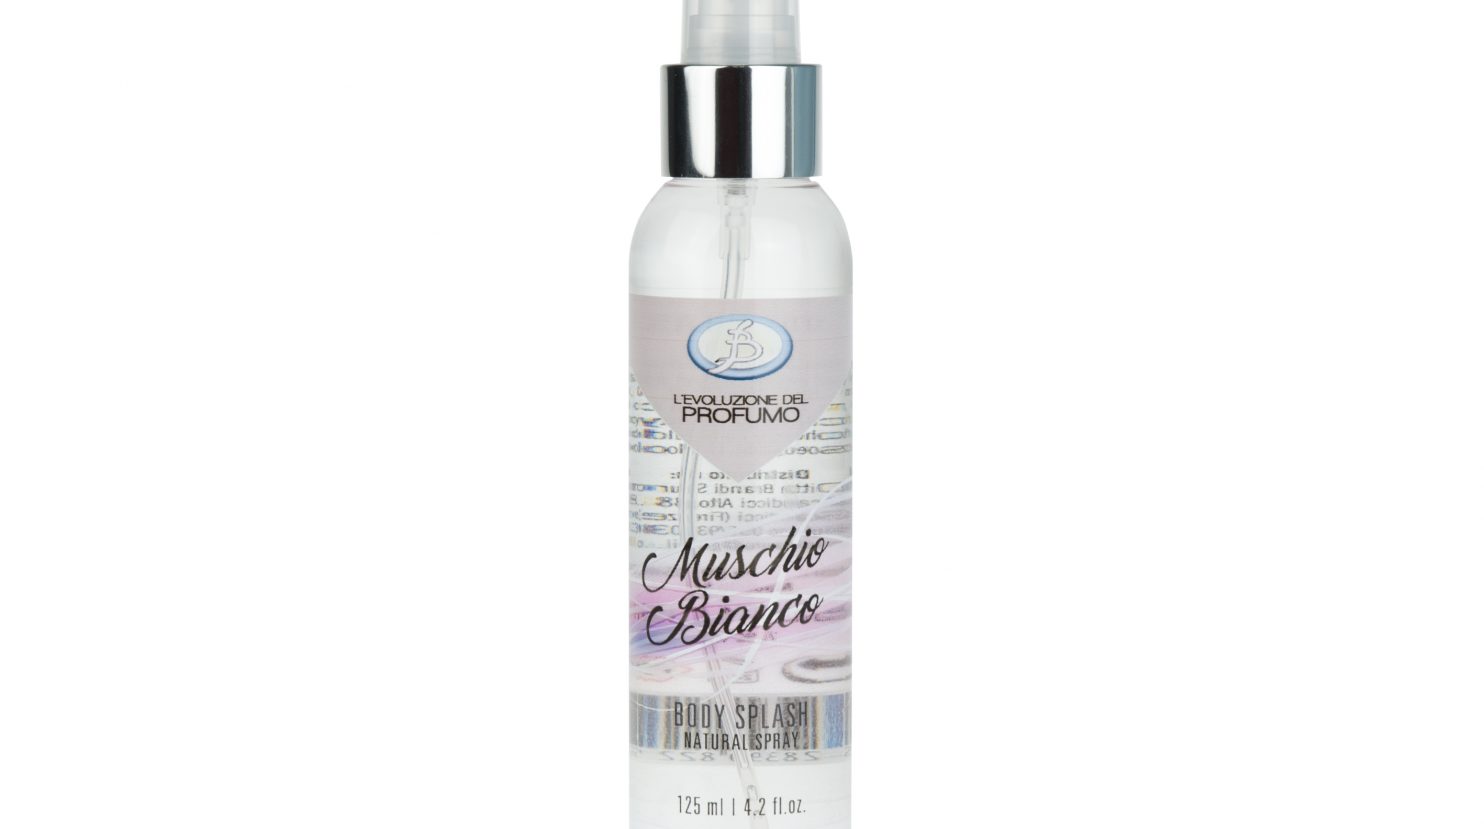 B
L'EVOLUZIONE DEL
PROFUMO
Muschio
Bianco
BODY SPLASH
NATURAL SPRAY
125 ml | 4.2 fl.oz.